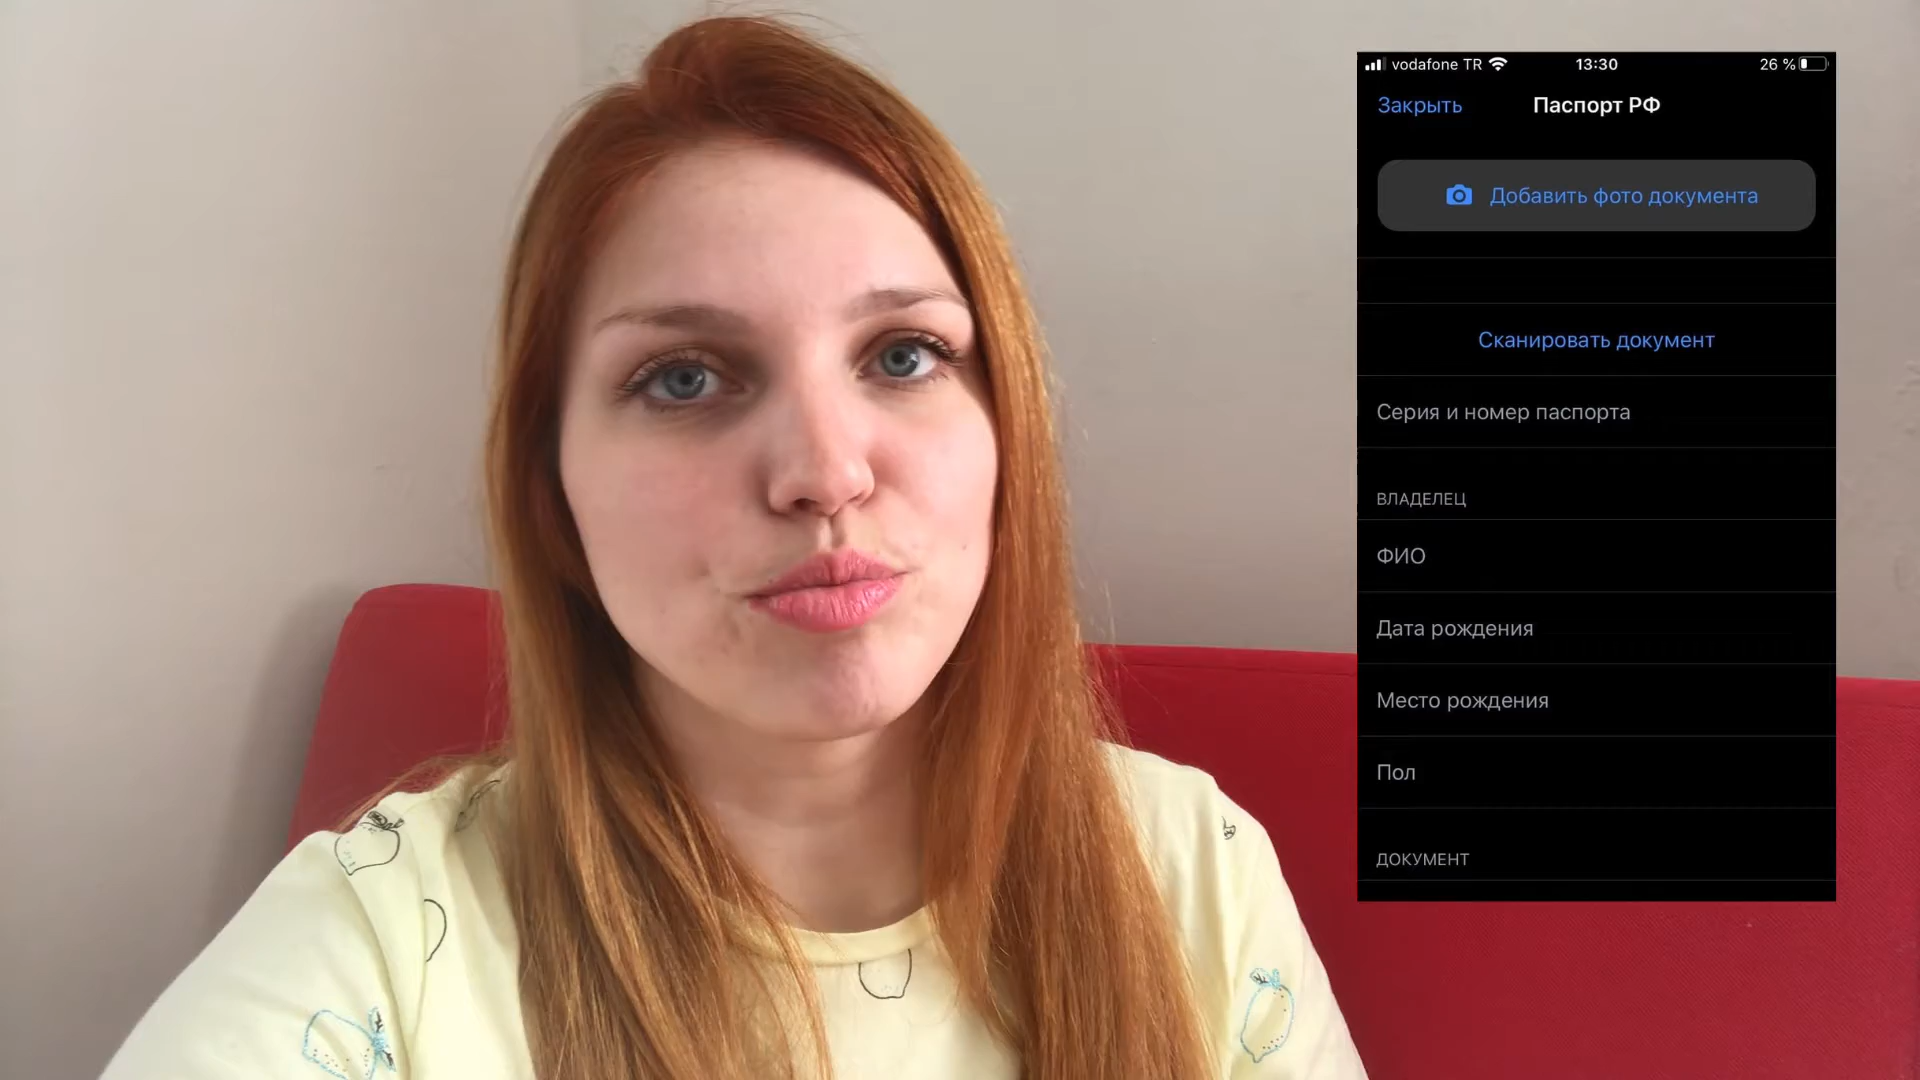 vodafone TR 13:30 26 %
Закрыть Паспорт РФ
Добавить фото документа
Сканировать документ
Серия и номер паспорта
ВЛАДЕЛЕЦ
ФИО
Дата рождения
Место рождения
Пол
ДОКУМЕНТ